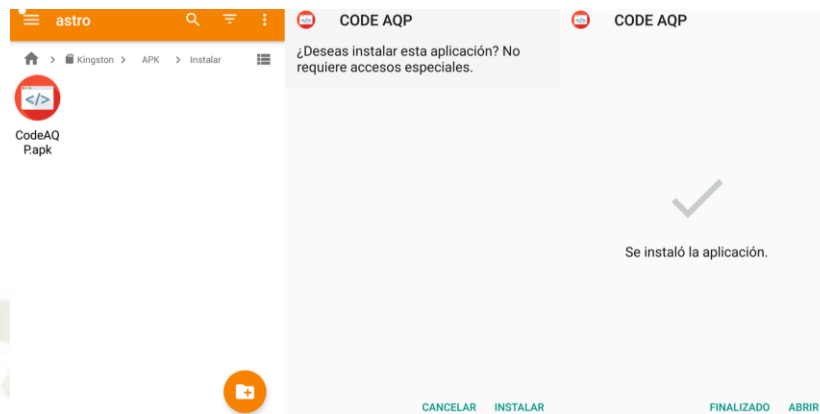 astro
Kingston > APK > Instalar
</>
CodeAQ
P.apk
CODE AQP
¿Deseas instalar esta aplicación? No
requiere accesos especiales.
CANCELAR INSTALAR
CODE AQP
Se instaló la aplicación.
FINALIZADO ABRIR